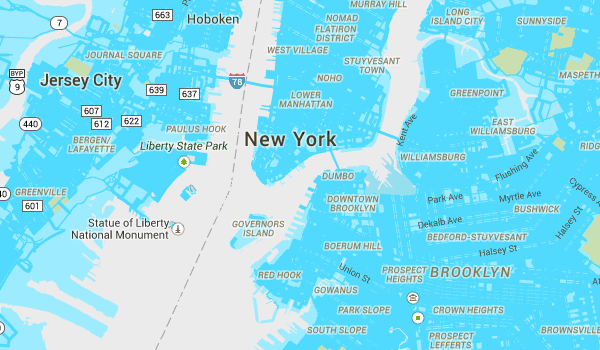 MURRAY HILL
663
Hoboken
NOMAD
FLATIRON
DISTRICT
LONG
ISLAND CITY
SUNNYSIDE
7
JOURNAL SQUARE
WEST VILLAGE
STUYVESANT
TOWN
BYP
9
Jersey City
78
NOHO
MASPETH
639
637
LOWER
MANHATTAN
GREENPOINT
607
440
612
622
PAULUS HOOK
New York
Kent Ave
EAST
WILLIAMSBURG
BERGEN/
LAFAYETTE
Liberty State Park
RIDG
WILLIAMSBURG
Flushing Ave
GREENVILLE
40
601
DUMBO
Cypress A
DOWNTOWN
BROOKLYN
Park Ave
Myrtle Ave
BUSHWICK
Statue of Liberty
National Monument
GOVERNORS
ISLAND
Dekalb Ave
Halsey St
BEDFORD-STUYVESANT
BOERUM HILL
Halsey St
RED HOOK
Union St
PROSPECT
HEIGHTS
BROOKLYN
At
GOWANUS
PARK SLOPE
CROWN HEIGHTS
SOUTH SLOPE
BROWNSVILLE
PROSPECT
LEFFERTS